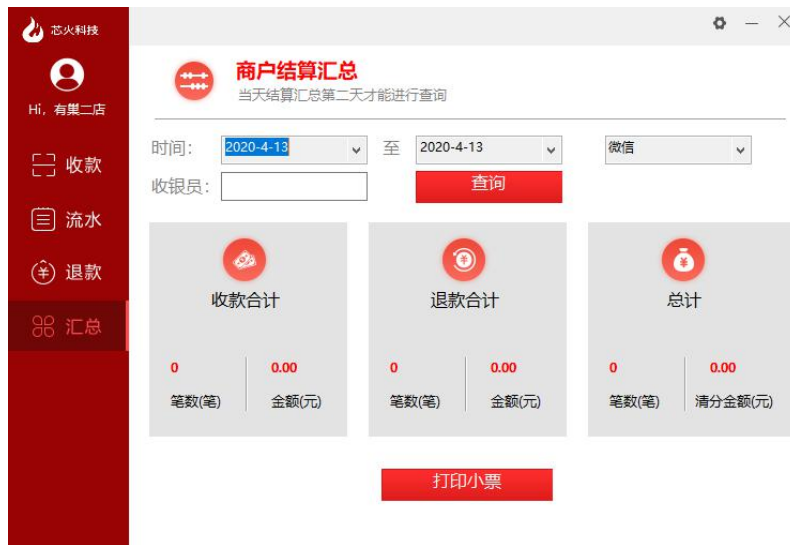 芯火科技
Hi, 有巢二店
收款
流水
退款
汇总
商户结算汇总
当天结算汇总第二天才能进行查询
时间： 2020-4-13 至 2020-4-13 微信
收银员： 查询
收款合计 退款合计 总计
0 0.00 0 0.00 0 0.00
笔数(笔) 金额(元) 笔数(笔) 金额(元) 笔数(笔) 清分金额(元)
打印小票